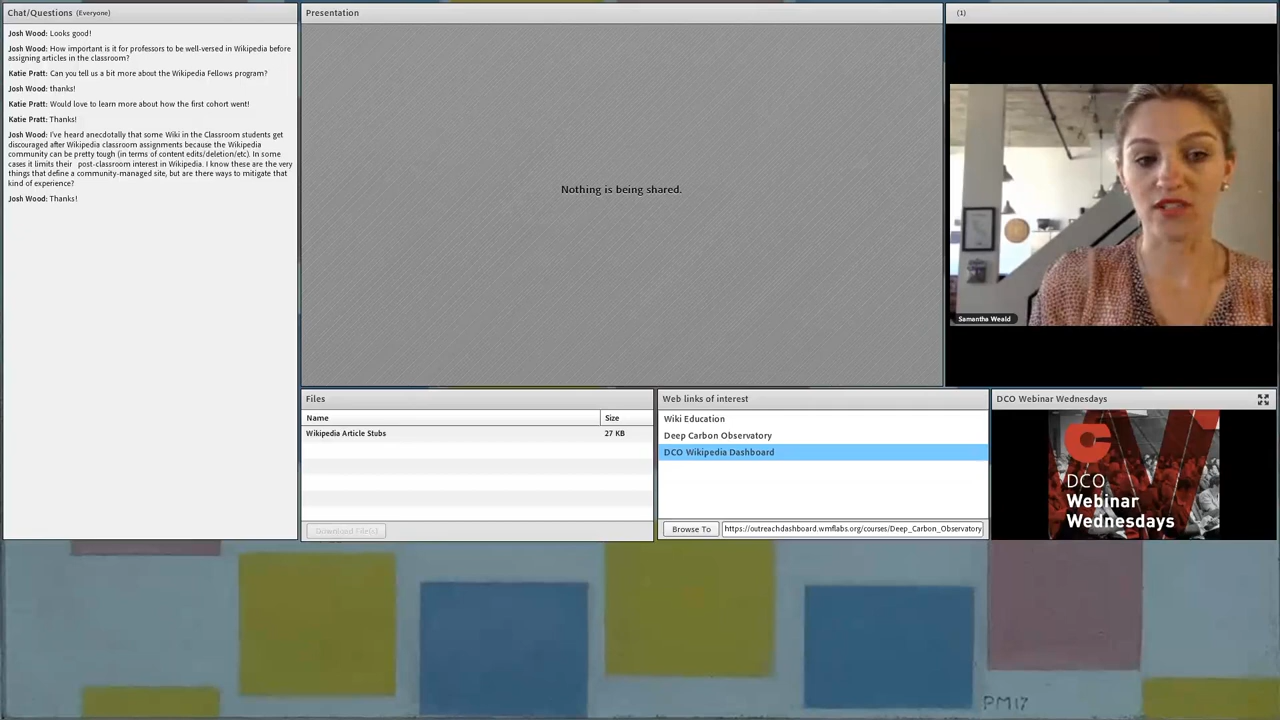 Chat/Questions (Everyone)
Josh Wood: Looks good!
Josh Wood: How important is it for professors to be well-versed in Wikipedia before
assigning articles in the classroom?
Katie Pratt: Can you tell us a bit more about the Wikipedia Fellows program?
Josh Wood: thanks!
Katie Pratt: Would love to learn more about how the first cohort went!
Katie Pratt: Thanks!
Josh Wood: I've heard anecdotally that some Wiki in the Classroom students get
discouraged after Wikipedia classroom assignments because the Wikipedia
community can be pretty tough (in terms of content edits/deletion/etc). In some
cases it limits their post-classroom interest in Wikipedia. I know these are the very
things that define a community-managed site, but are there ways to mitigate that
kind of experience?
Josh Wood: Thanks!
Presentation
Nothing is being shared.
(1)
Samantha Weald
Files
Name Size
Wikipedia Article Stubs 27 KB
Download File(s)
Web links of interest
Wiki Education
Deep Carbon Observatory
DCO Wikipedia Dashboard
Browse To https://outreachdashboard.wmflabs.org/courses/Deep_Carbon_Observatory
DCO Webinar Wednesdays
DCO
Webinar
Wednesdays
PM17